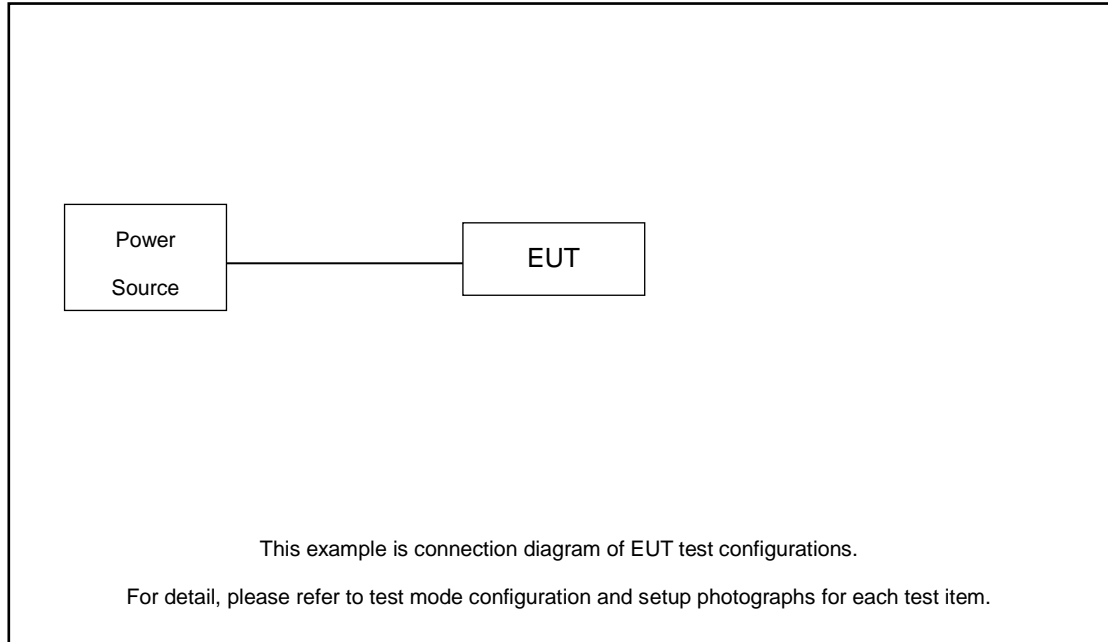 Power
Source
EUT
This example is connection diagram of EUT test configurations.
For detail, please refer to test mode configuration and setup photographs for each test item.